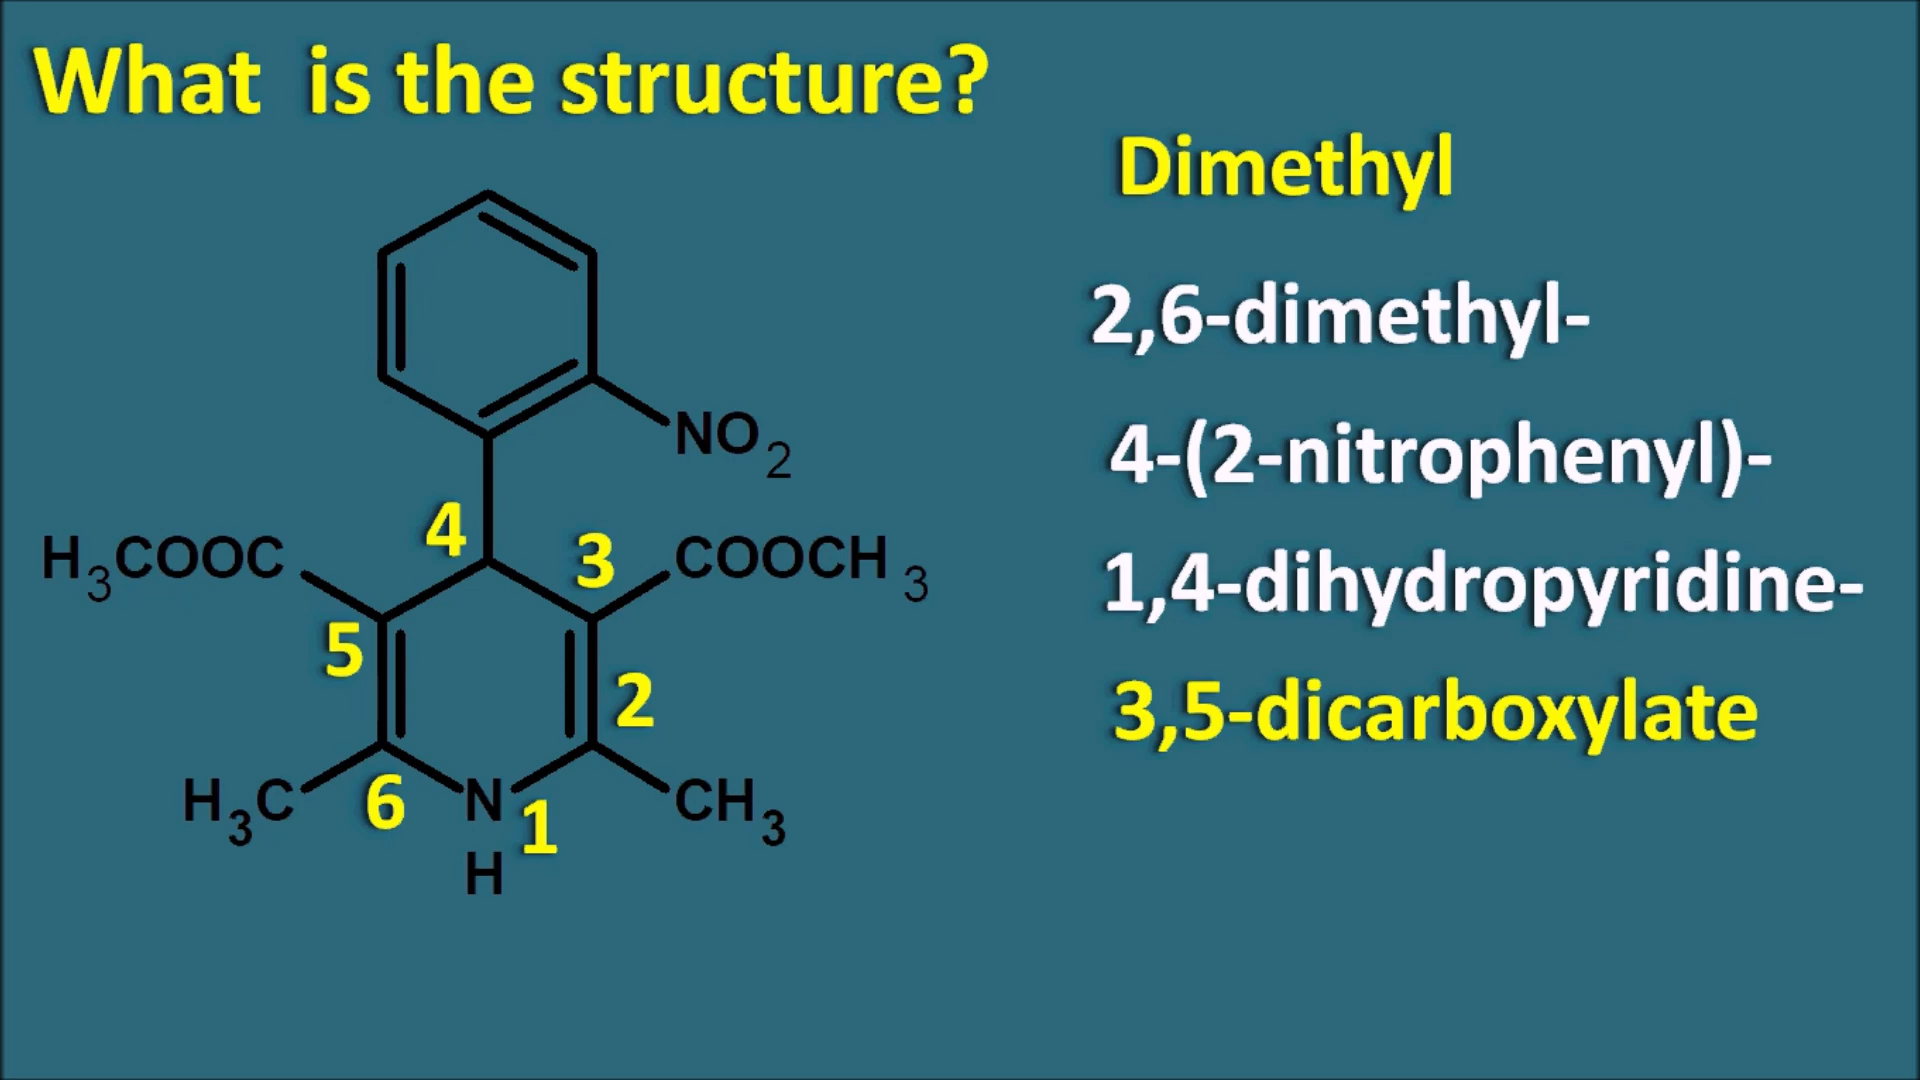 What is the structure?
Dimethyl
2,6-dimethyl-
4-(2-nitrophenyl)-
1,4-dihydropyridine-
3,5-dicarboxylate
NO2
4
3
H3COOC
COOCH3
5
2
H3C
6
N
1
CH3
H